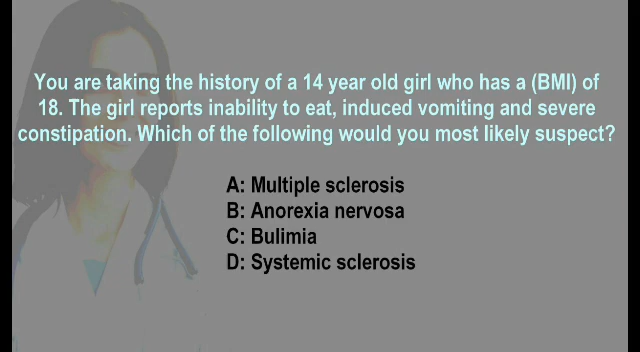 You are taking the history of a 14 year old girl who has a (BMI) of
18. The girl reports inability to eat, induced vomiting and severe
constipation. Which of the following would you most likely suspect?
A: Multiple sclerosis
B: Anorexia nervosa
C: Bulimia
D: Systemic sclerosis